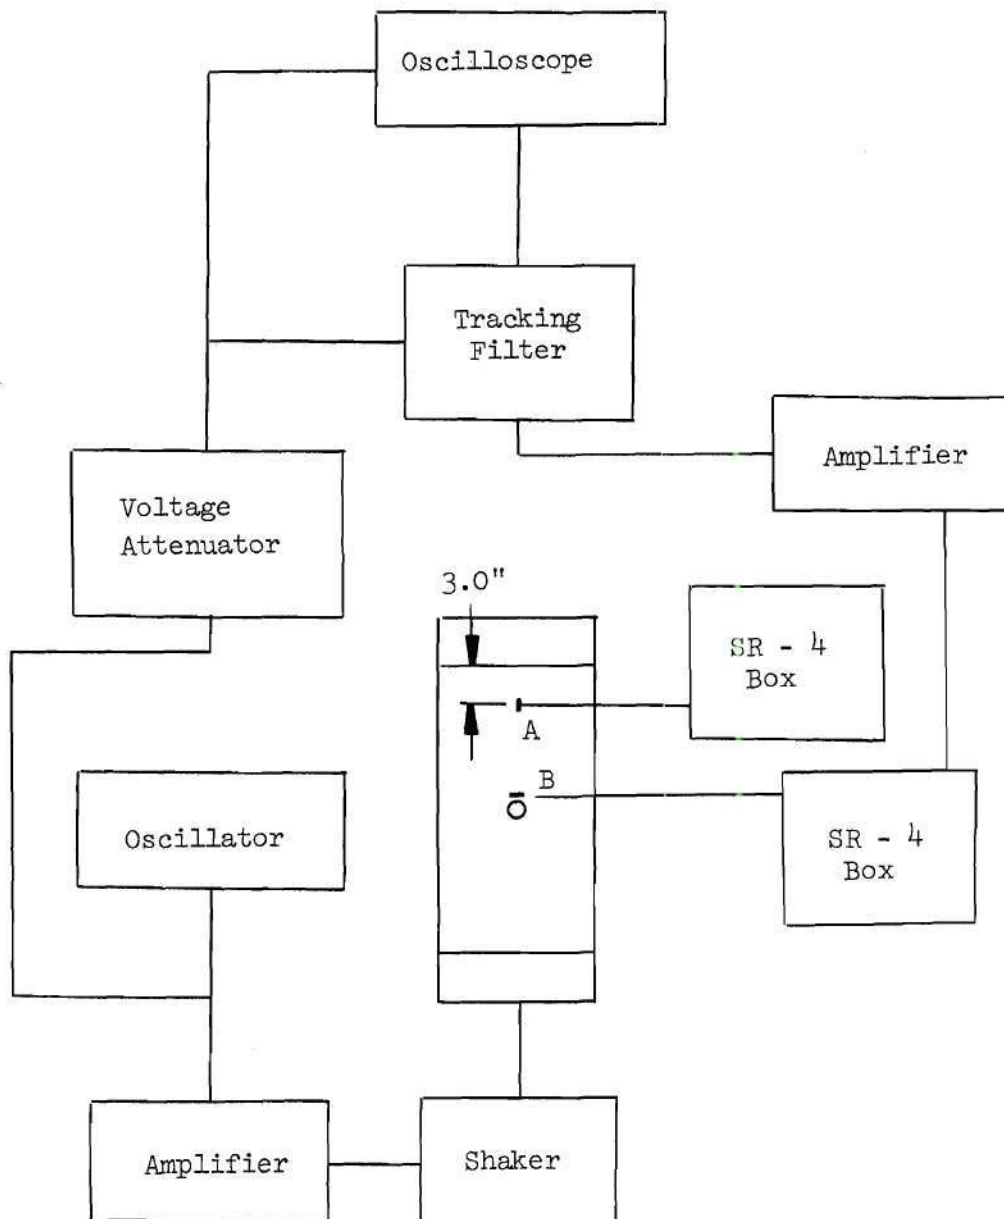 Oscilloscope
Tracking
Filter
Amplifier
Voltage
Attenuator
3.0"
SR - 4
Box
A
B
Oscillator
SR - 4
Box
Amplifier
Shaker